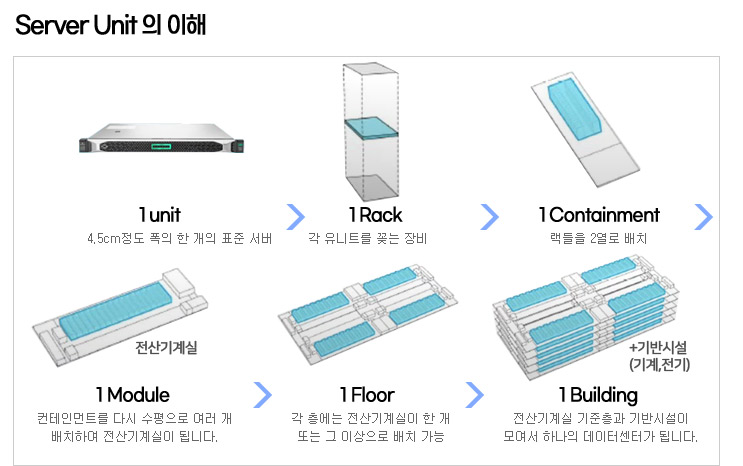 Server Unit 의 이해
1 unit
4.5cm정도 폭의 한 개의 표준 서버
1 Rack
각 유니트를 꽂는 장비
1 Containment
랙들을 2열로 배치
전산기계실
1 Module
컨테인먼트를 다시 수평으로 여러 개
배치하여 전산기계실이 됩니다.
1 Floor
각 층에는 전산기계실이 한 개
또는 그 이상으로 배치 가능
+기반시설
(기계,전기)
1 Building
전산기계실 기준층과 기반시설이
모여서 하나의 데이터센터가 됩니다.